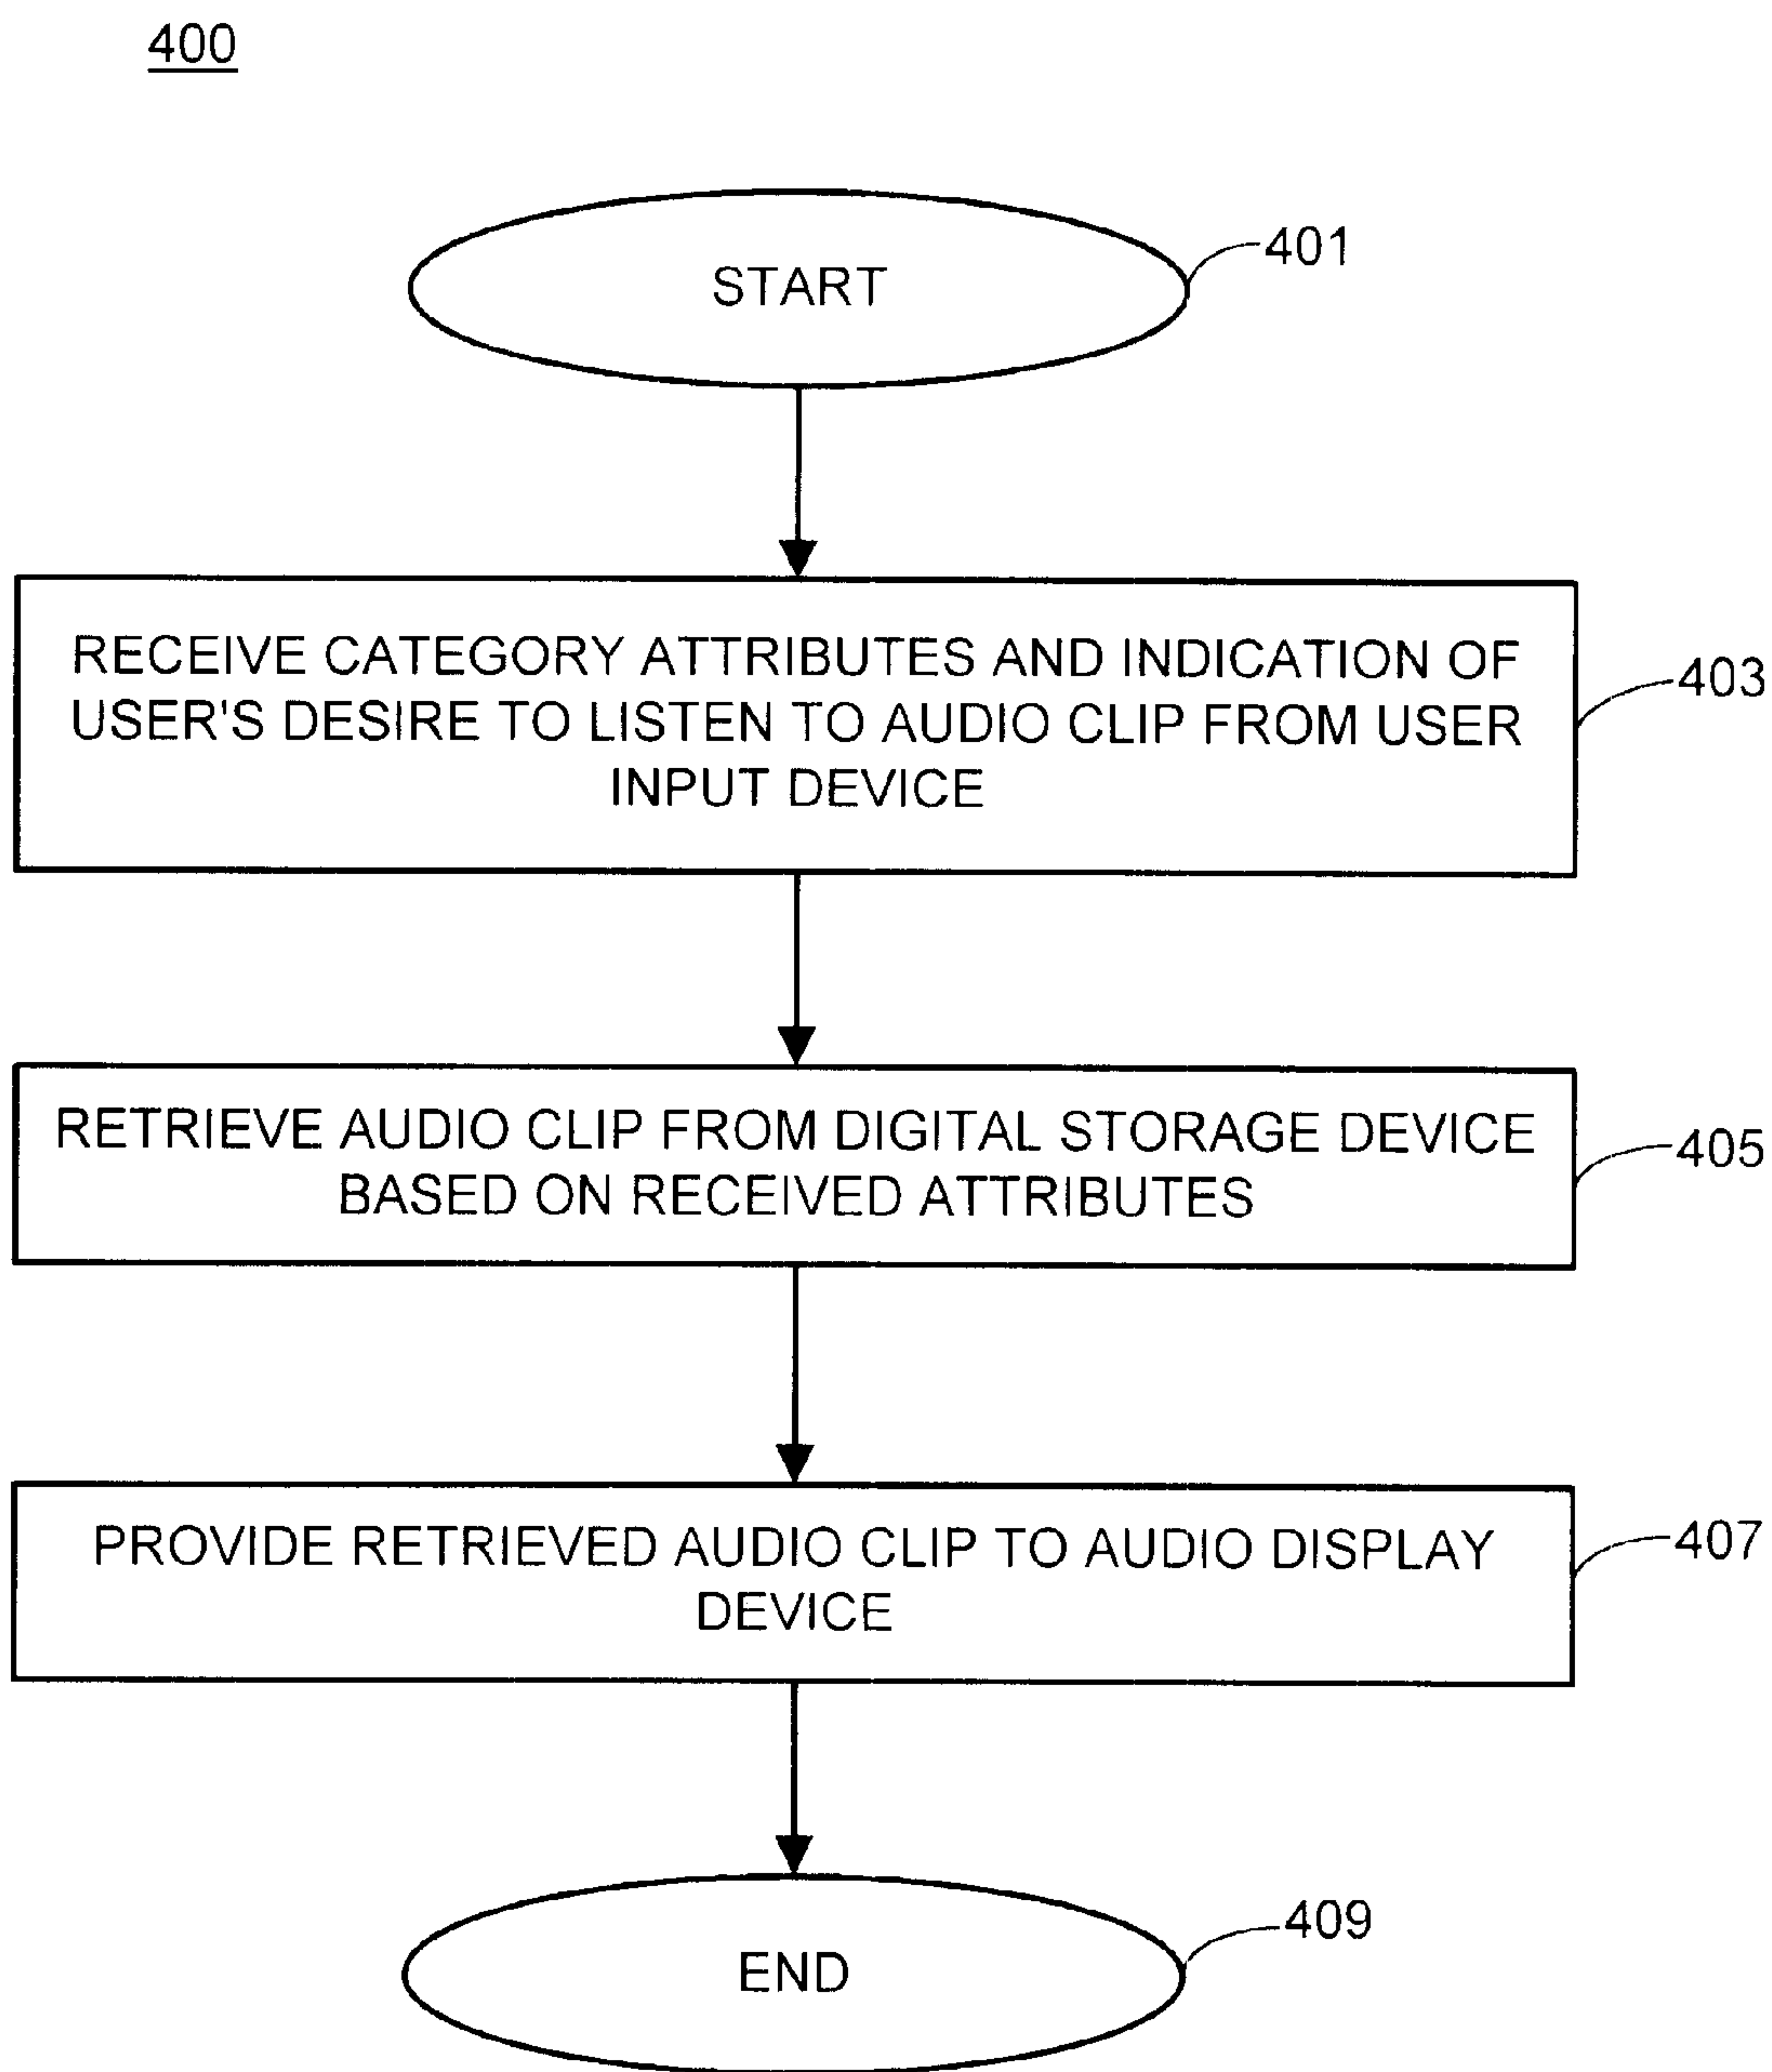 400
START
401
RECEIVE CATEGORY ATTRIBUTES AND INDICATION OF
USER'S DESIRE TO LISTEN TO AUDIO CLIP FROM USER
INPUT DEVICE
403
RETRIEVE AUDIO CLIP FROM DIGITAL STORAGE DEVICE
BASED ON RECEIVED ATTRIBUTES
405
PROVIDE RETRIEVED AUDIO CLIP TO AUDIO DISPLAY
DEVICE
407
END
409